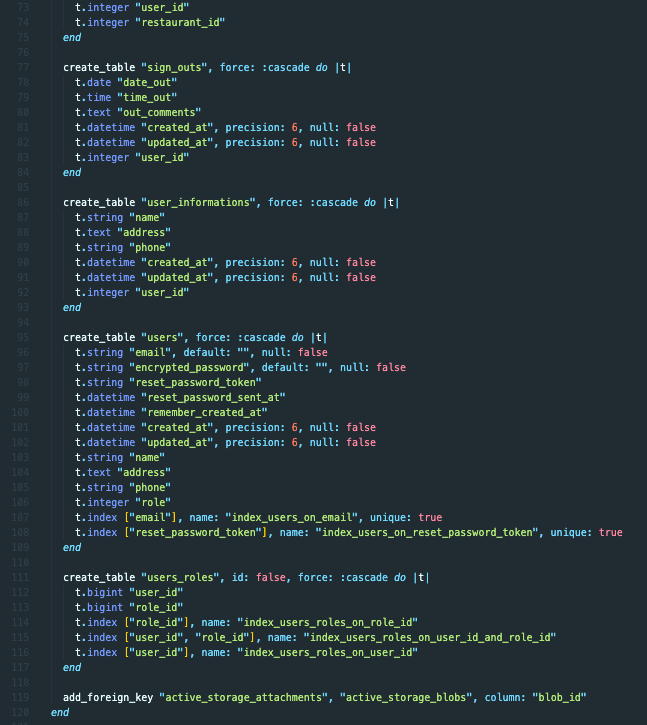 73 t.integer "user_id"
74 t.integer "restaurant_id"
75 end
76
77 create_table "sign_outs", force: :cascade do |t|
78 t.date "date_out"
79 t.time "time_out"
80 t.text "out_comments"
81 t.datetime "created_at", precision: 6, null: false
82 t.datetime "updated_at", precision: 6, null: false
83 t.integer "user_id"
84 end
85
86 create_table "user_informations", force: :cascade do |t|
87 t.string "name"
88 t.text "address"
89 t.string "phone"
90 t.datetime "created_at", precision: 6, null: false
91 t.datetime "updated_at", precision: 6, null: false
92 t.integer "user_id"
93 end
94
95 create_table "users", force: :cascade do |t|
96 t.string "email", default: "", null: false
97 t.string "encrypted_password", default: "", null: false
98 t.string "reset_password_token"
99 t.datetime "reset_password_sent_at"
100 t.datetime "remember_created_at"
101 t.datetime "created_at", precision: 6, null: false
102 t.datetime "updated_at", precision: 6, null: false
103 t.string "name"
104 t.text "address"
105 t.string "phone"
106 t.integer "role"
107 t.index ["email"], name: "index_users_on_email", unique: true
108 t.index ["reset_password_token"], name: "index_users_on_reset_password_token", unique: true
109 end
110
111 create_table "users_roles", id: false, force: :cascade do |t|
112 t.bigint "user_id"
113 t.bigint "role_id"
114 t.index ["role_id"], name: "index_users_roles_on_role_id"
115 t.index ["user_id", "role_id"], name: "index_users_roles_on_user_id_and_role_id"
116 t.index ["user_id"], name: "index_users_roles_on_user_id"
117 end
118
119 add_foreign_key "active_storage_attachments", "active_storage_blobs", column: "blob_id"
120 end